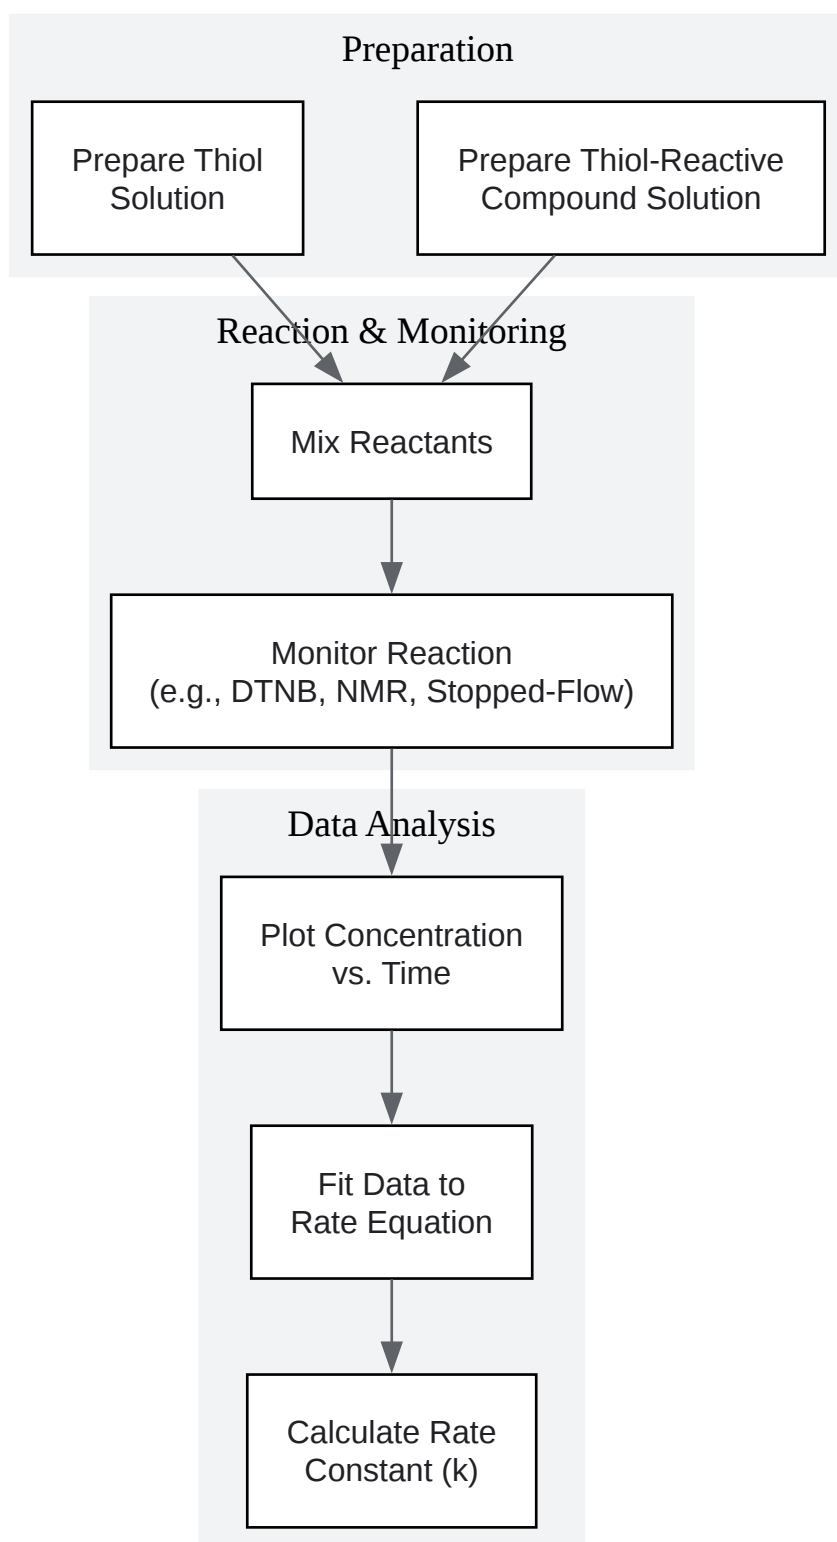 Preparation
Prepare Thiol
Solution
Prepare Thiol-Reactive
Compound Solution
Reaction & Monitoring
Mix Reactants
Monitor Reaction
(e.g., DTNB, NMR, Stopped-Flow)
Data Analysis
Plot Concentration
vs. Time
Fit Data to
Rate Equation
Calculate Rate
Constant (k)